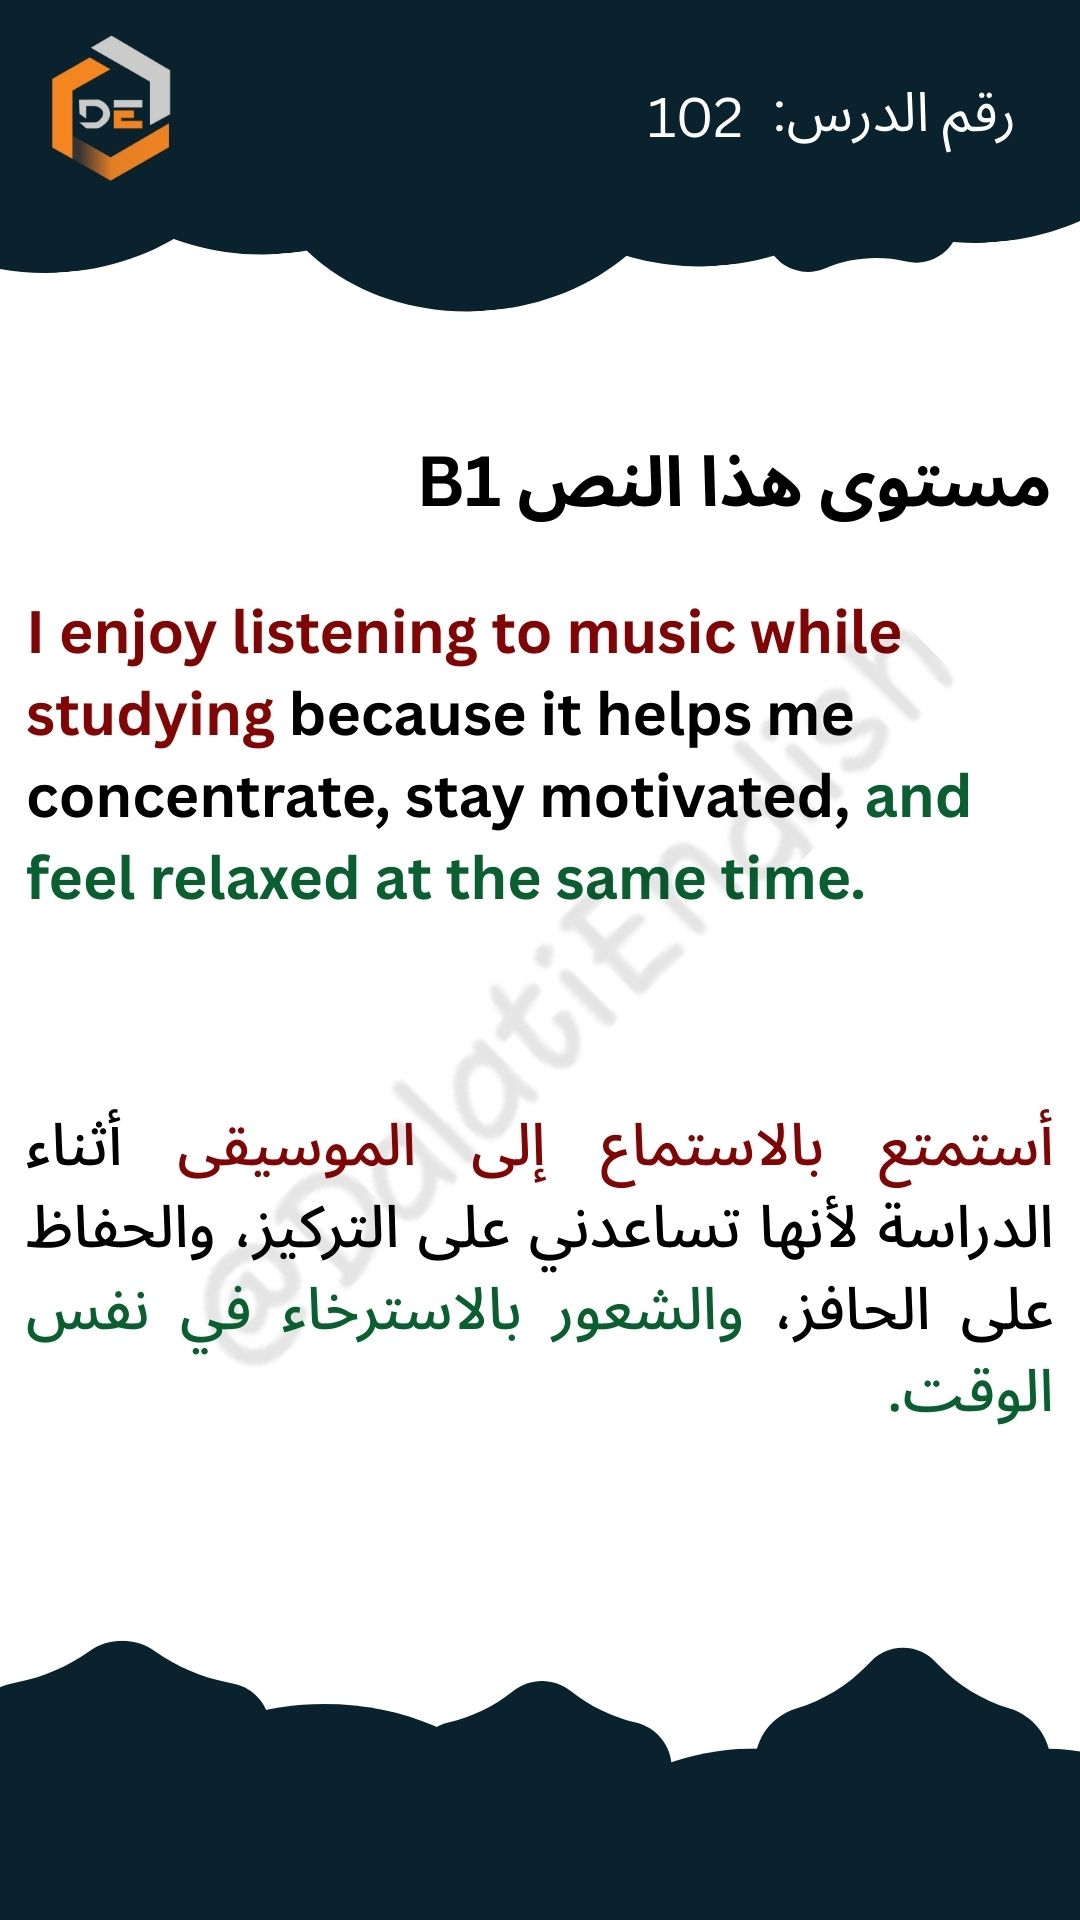 DE
رقم الدرس: 102
مستوى هذا النص B1
I enjoy listening to music while
studying because it helps me
concentrate, stay motivated, and
feel relaxed at the same time.
@DalatiEnglish
أستمتع بالاستماع إلى الموسيقى أثناء
الدراسة لأنها تساعدني على التركيز، والحفاظ
على الحافز، والشعور بالاسترخاء في نفس
الوقت.